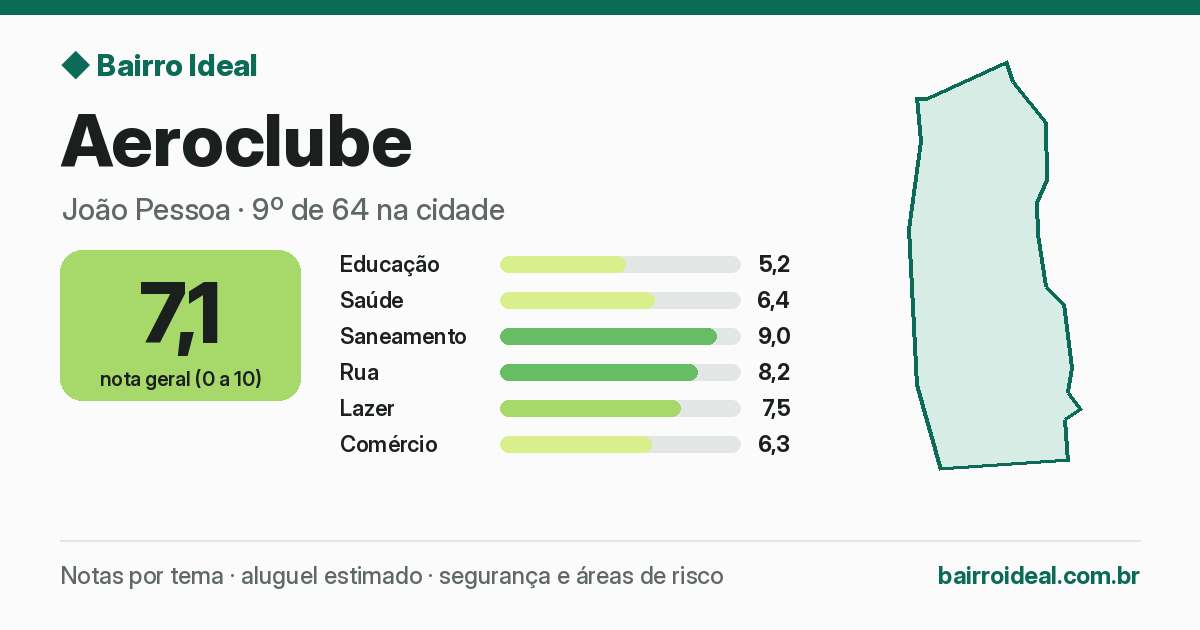 Bairro Ideal
Aeroclube
João Pessoa · 9º de 64 na cidade
7,1
nota geral (0 a 10)
Educação 5,2
Saúde 6,4
Saneamento 9,0
Rua 8,2
Lazer 7,5
Comércio 6,3
Notas por tema · aluguel estimado · segurança e áreas de risco
bairroideal.com.br